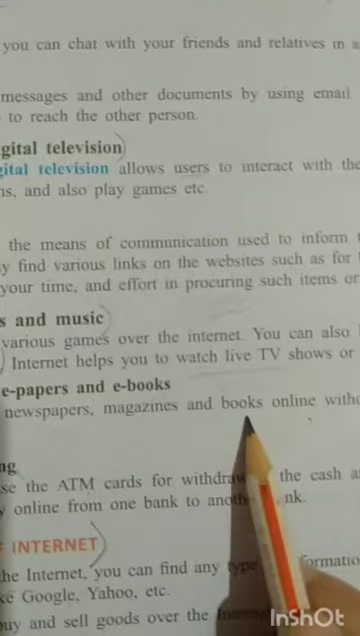 you can chat with your friends and relatives in a
messages and other documents by using email
to reach the other person.
gital television
gital television allows users to interact with the
ns, and also play games etc.
the means of communication used to inform
y find various links on the websites such as for
your time, and effort in procuring such items or
s and music
various games over the internet. You can also
Internet helps you to watch live TV shows or
e-papers and e-books
newspapers, magazines and books online witho
ng
se the ATM cards for withdraw the cash a
y online from one bank to anoth nk.
INTERNET
the Internet, you can find any type formatio
ke Google, Yahoo, etc.
buy and sell goods over the
InShOt